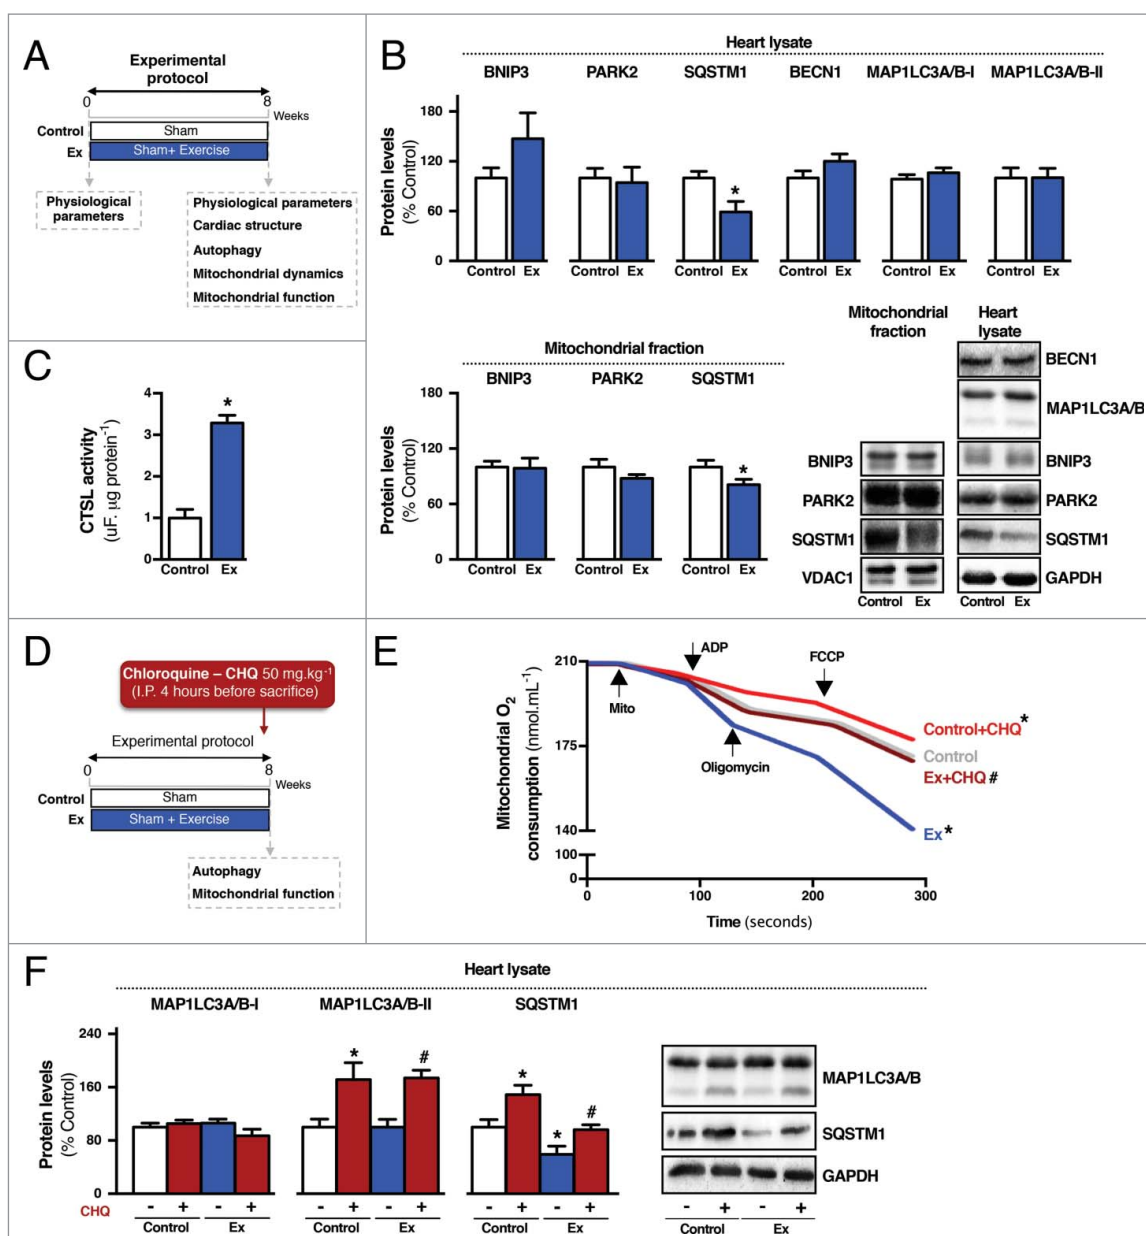 A
Experimental
protocol
0
8
Weeks
Control
Sham
Ex
Sham+ Exercise
Physiological
parameters
Physiological parameters
Cardiac structure
Autophagy
Mitochondrial dynamics
Mitochondrial function
B
Heart lysate
BNIP3
PARK2
SQSTM1
BECN1
MAP1LC3A/B-I
MAP1LC3A/B-II
Protein levels
(% Control)
180
120
60
0
*
Control Ex
Control Ex
Control Ex
Control Ex
Control Ex
Control Ex
Mitochondrial fraction
BNIP3
PARK2
SQSTM1
Protein levels
(% Control)
180
120
60
0
*
Control Ex
Control Ex
Control Ex
Mitochondrial
fraction
Heart
lysate
BECN1
MAP1LC3A/B
BNIP3
BNIP3
PARK2
PARK2
SQSTM1
SQSTM1
VDAC1
GAPDH
Control Ex
Control Ex
C
CTSL activity
(uF. µg protein-1)
4
3
2
1
0
*
Control Ex
D
Chloroquine – CHQ 50 mg.kg-1
(I.P. 4 hours before sacrifice)
Experimental protocol
0
8
Weeks
Control
Sham
Ex
Sham + Exercise
Autophagy
Mitochondrial function
E
Mitochondrial O2
consumption (nmol.mL-1)
210
175
140
100
0
Mito
ADP
Oligomycin
FCCP
Control+CHQ*
Control
Ex+CHQ #
Ex*
0
100
200
300
Time (seconds)
F
Heart lysate
MAP1LC3A/B-I
MAP1LC3A/B-II
SQSTM1
Protein levels
(% Control)
240
160
80
0
*
#
*
*
#
CHQ
- + - +
Control Ex
- + - +
Control Ex
- + - +
Control Ex
MAP1LC3A/B
SQSTM1
GAPDH
- + - +
Control Ex